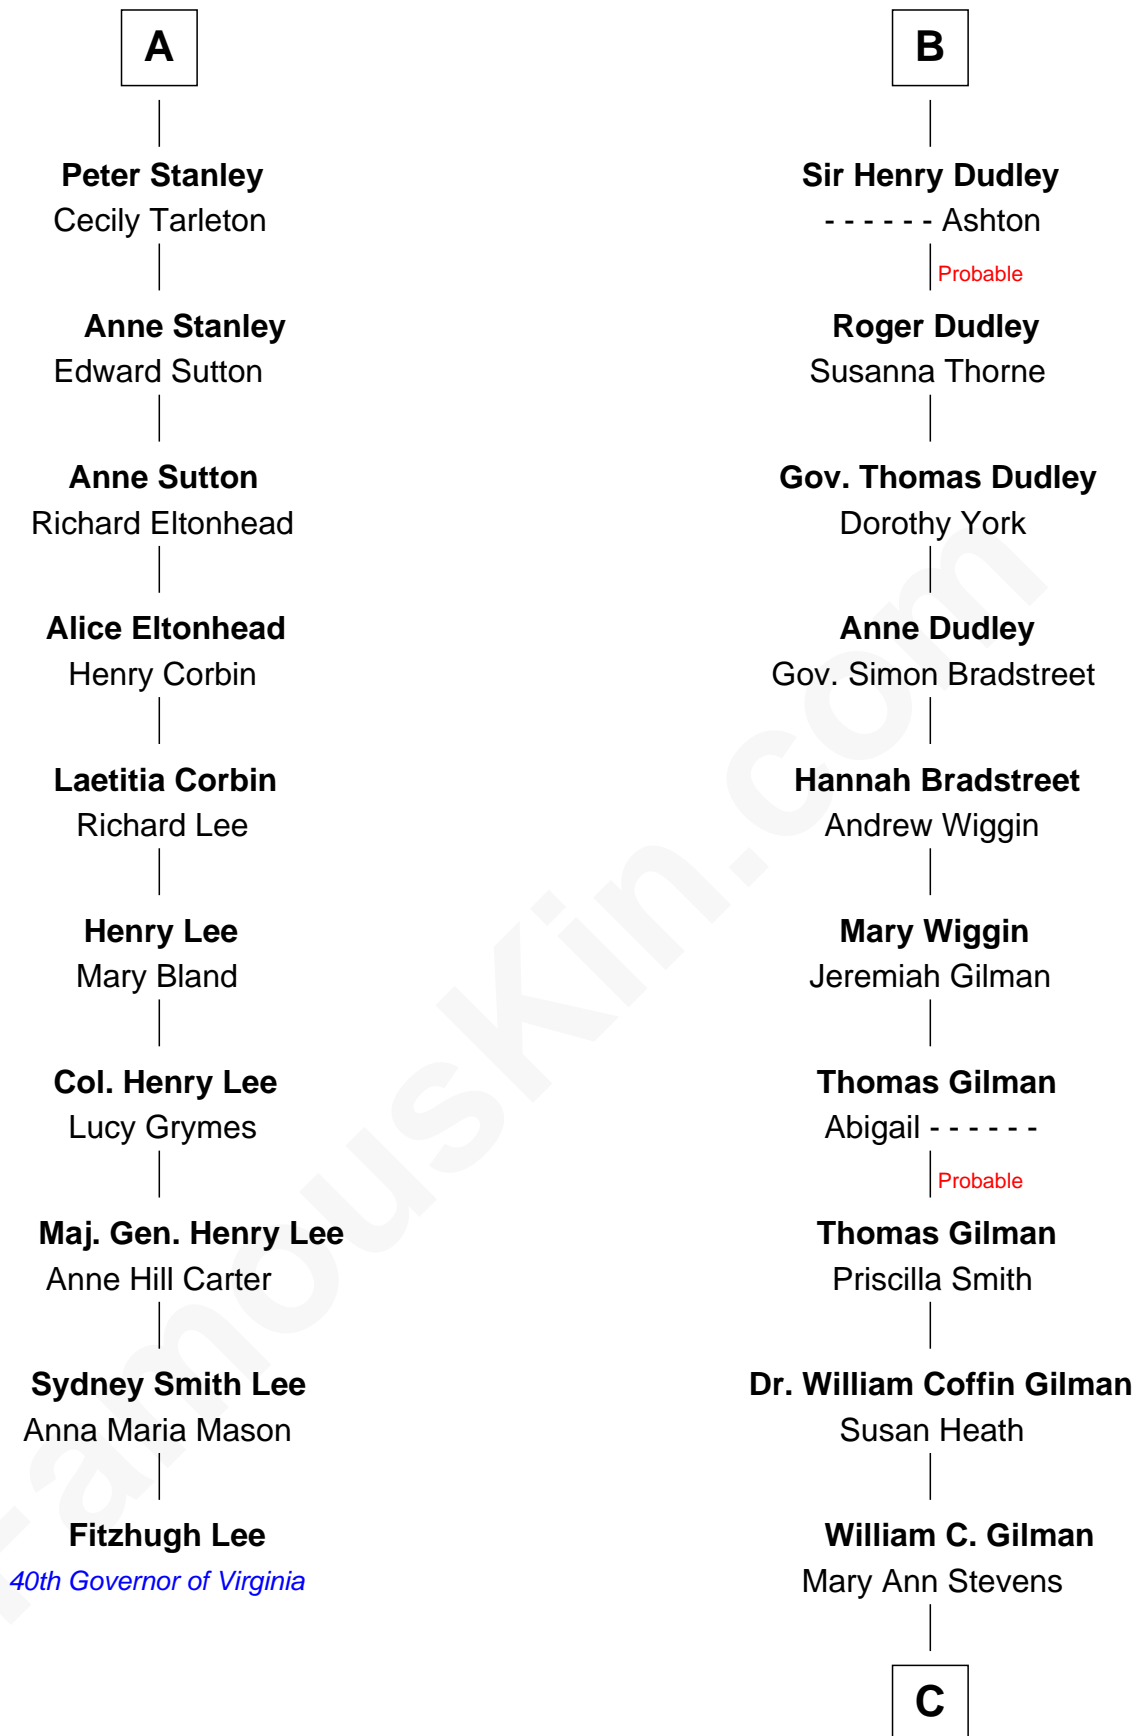 A
Peter Stanley
Cecily Tarleton
Anne Stanley
Edward Sutton
Anne Sutton
Richard Eltonhead
Alice Eltonhead
Henry Corbin
Laetitia Corbin
Richard Lee
Henry Lee
Mary Bland
Col. Henry Lee
Lucy Grymes
Maj. Gen. Henry Lee
Anne Hill Carter
Sydney Smith Lee
Anna Maria Mason
Fitzhugh Lee
40th Governor of Virginia
B
Sir Henry Dudley
- - - - - - Ashton
Probable
Roger Dudley
Susanna Thorne
Gov. Thomas Dudley
Dorothy York
Anne Dudley
Gov. Simon Bradstreet
Hannah Bradstreet
Andrew Wiggin
Mary Wiggin
Jeremiah Gilman
Thomas Gilman
Abigail - - - - - -
Probable
Thomas Gilman
Priscilla Smith
Dr. William Coffin Gilman
Susan Heath
William C. Gilman
Mary Ann Stevens
C
FamousKin.com